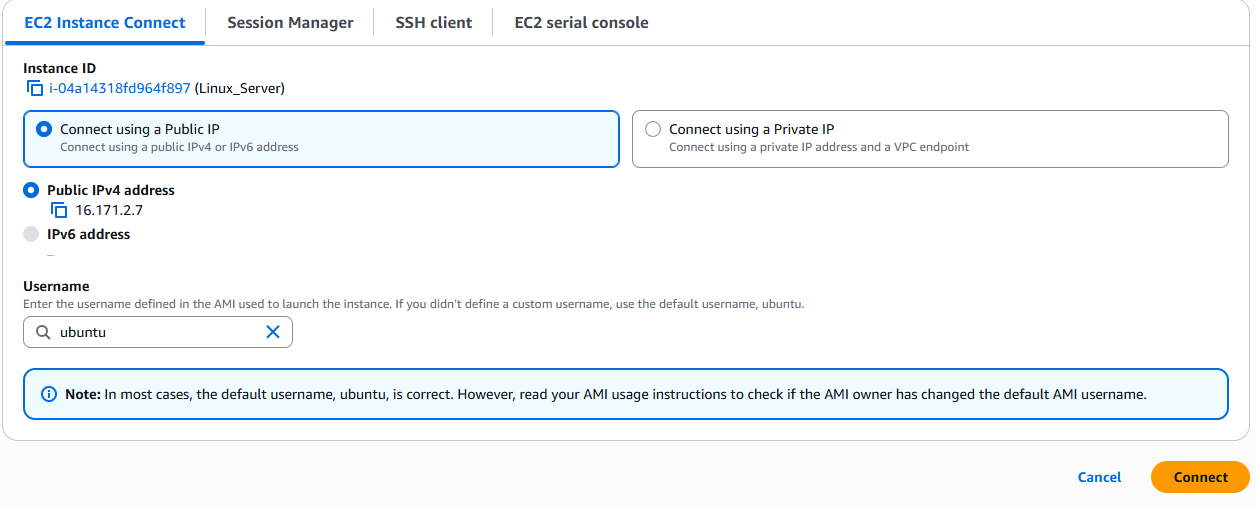 EC2 Instance Connect
Session Manager
SSH client
EC2 serial console
Instance ID
i-04a14318fd964f897 (Linux_Server)
Connect using a Public IP
Connect using a public IPv4 or IPv6 address
Connect using a Private IP
Connect using a private IP address and a VPC endpoint
Public IPv4 address
16.171.2.7
IPv6 address
–
Username
Enter the username defined in the AMI used to launch the instance. If you didn't define a custom username, use the default username, ubuntu.
ubuntu
Note: In most cases, the default username, ubuntu, is correct. However, read your AMI usage instructions to check if the AMI owner has changed the default AMI username.
Cancel
Connect